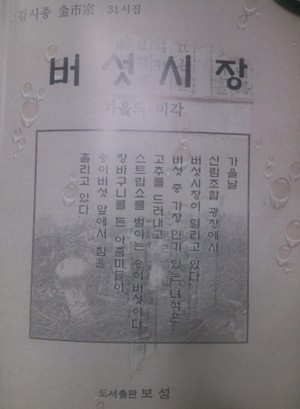 김시종 金市宗 31시집
버섯시장
가을의 미각
가을날
산림조합 광장에서
버섯시장이 열리고 있다
버섯 중 가장 인기 있는 녀석은
고추를 드러내고
스트립쇼를 벌이는 송이버섯이다
장바구니를 든 아줌마들이,
송이버섯 앞에서 침을
흘리고 있다
도서출판 보성